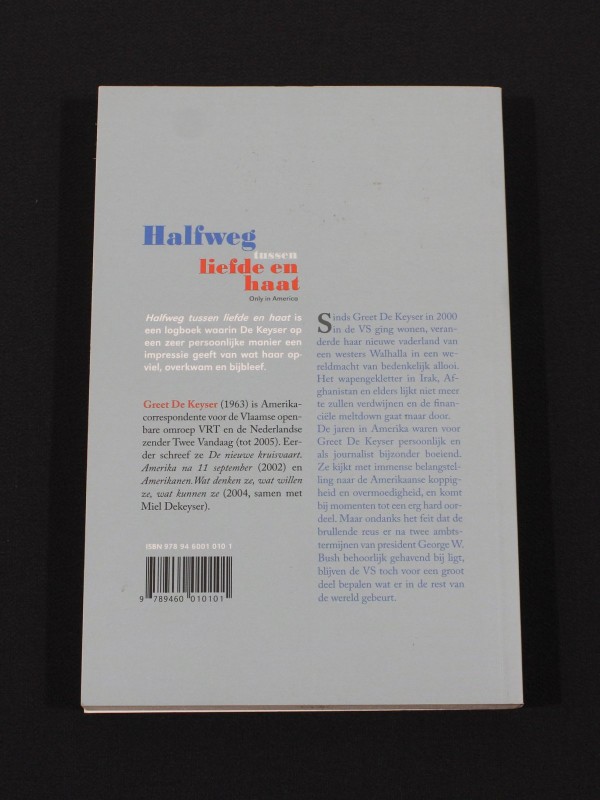 Halfweg
tussen
liefde en
haat
Only in America
Halfweg tussen liefde en haat is
een logboek waarin De Keyser op
een zeer persoonlijke manier een
impressie geeft van wat haar op-
viel, overkwam en bijbleef.
Greet De Keyser (1963) is Amerika-
correspondente voor de Vlaamse open-
bare omroep VRT en de Nederlandse
zender Twee Vandaag (tot 2005). Eer-
der schreef ze De nieuwe kruisvaart.
Amerika na 11 september (2002) en
Amerikanen. Wat denken ze, wat willen
ze, wat kunnen ze (2004, samen met
Miel Dekeyser).
ISBN 978 94 6001 010 1
9 789460 010101
Sinds Greet De Keyser in 2000
in de VS ging wonen, veran-
derde haar nieuwe vaderland van
een westers Walhalla in een we-
reldmacht van bedenkelijk allooi.
Het wapengekletter in Irak, Af-
ghanistan en elders lijkt niet meer
te zullen verdwijnen en de finan-
ciële meltdown gaat maar door.
De jaren in Amerika waren voor
Greet De Keyser persoonlijk en
als journalist bijzonder boeiend.
Ze kijkt met immense belangstel-
ling naar de Amerikaanse koppig-
heid en overmoedigheid, en komt
bij momenten tot een erg hard oor-
deel. Maar ondanks het feit dat de
brullende reus er na twee ambts-
termijnen van president George W.
Bush behoorlijk gehavend bij ligt,
blijven de VS toch voor een groot
deel bepalen wat er in de rest van
de wereld gebeurt.